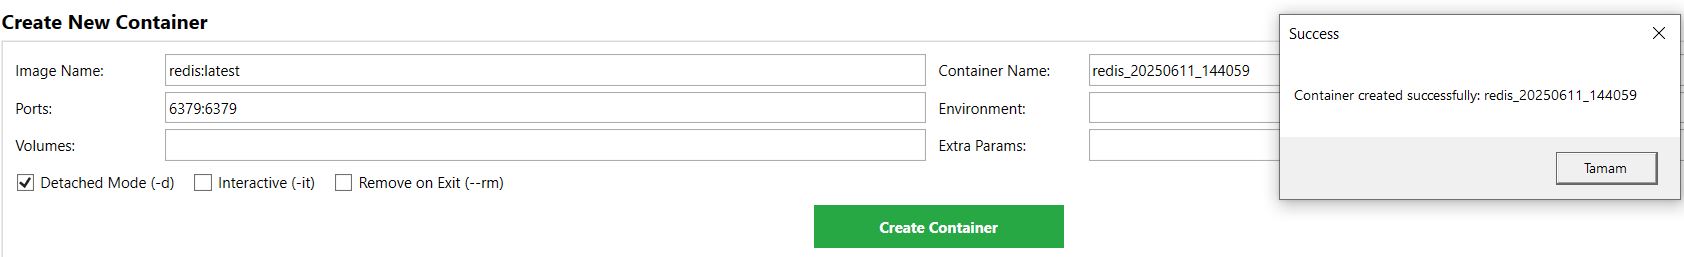 Create New Container
Image Name: redis:latest Container Name: redis_20250611_144059
Ports: 6379:6379 Environment:
Volumes: Extra Params:
Detached Mode (-d) Interactive (-it) Remove on Exit (--rm)
Create Container
Success
Container created successfully: redis_20250611_144059
Tamam